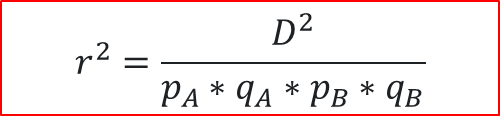 r² = D² / (p_A * q_A * p_B * q_B)